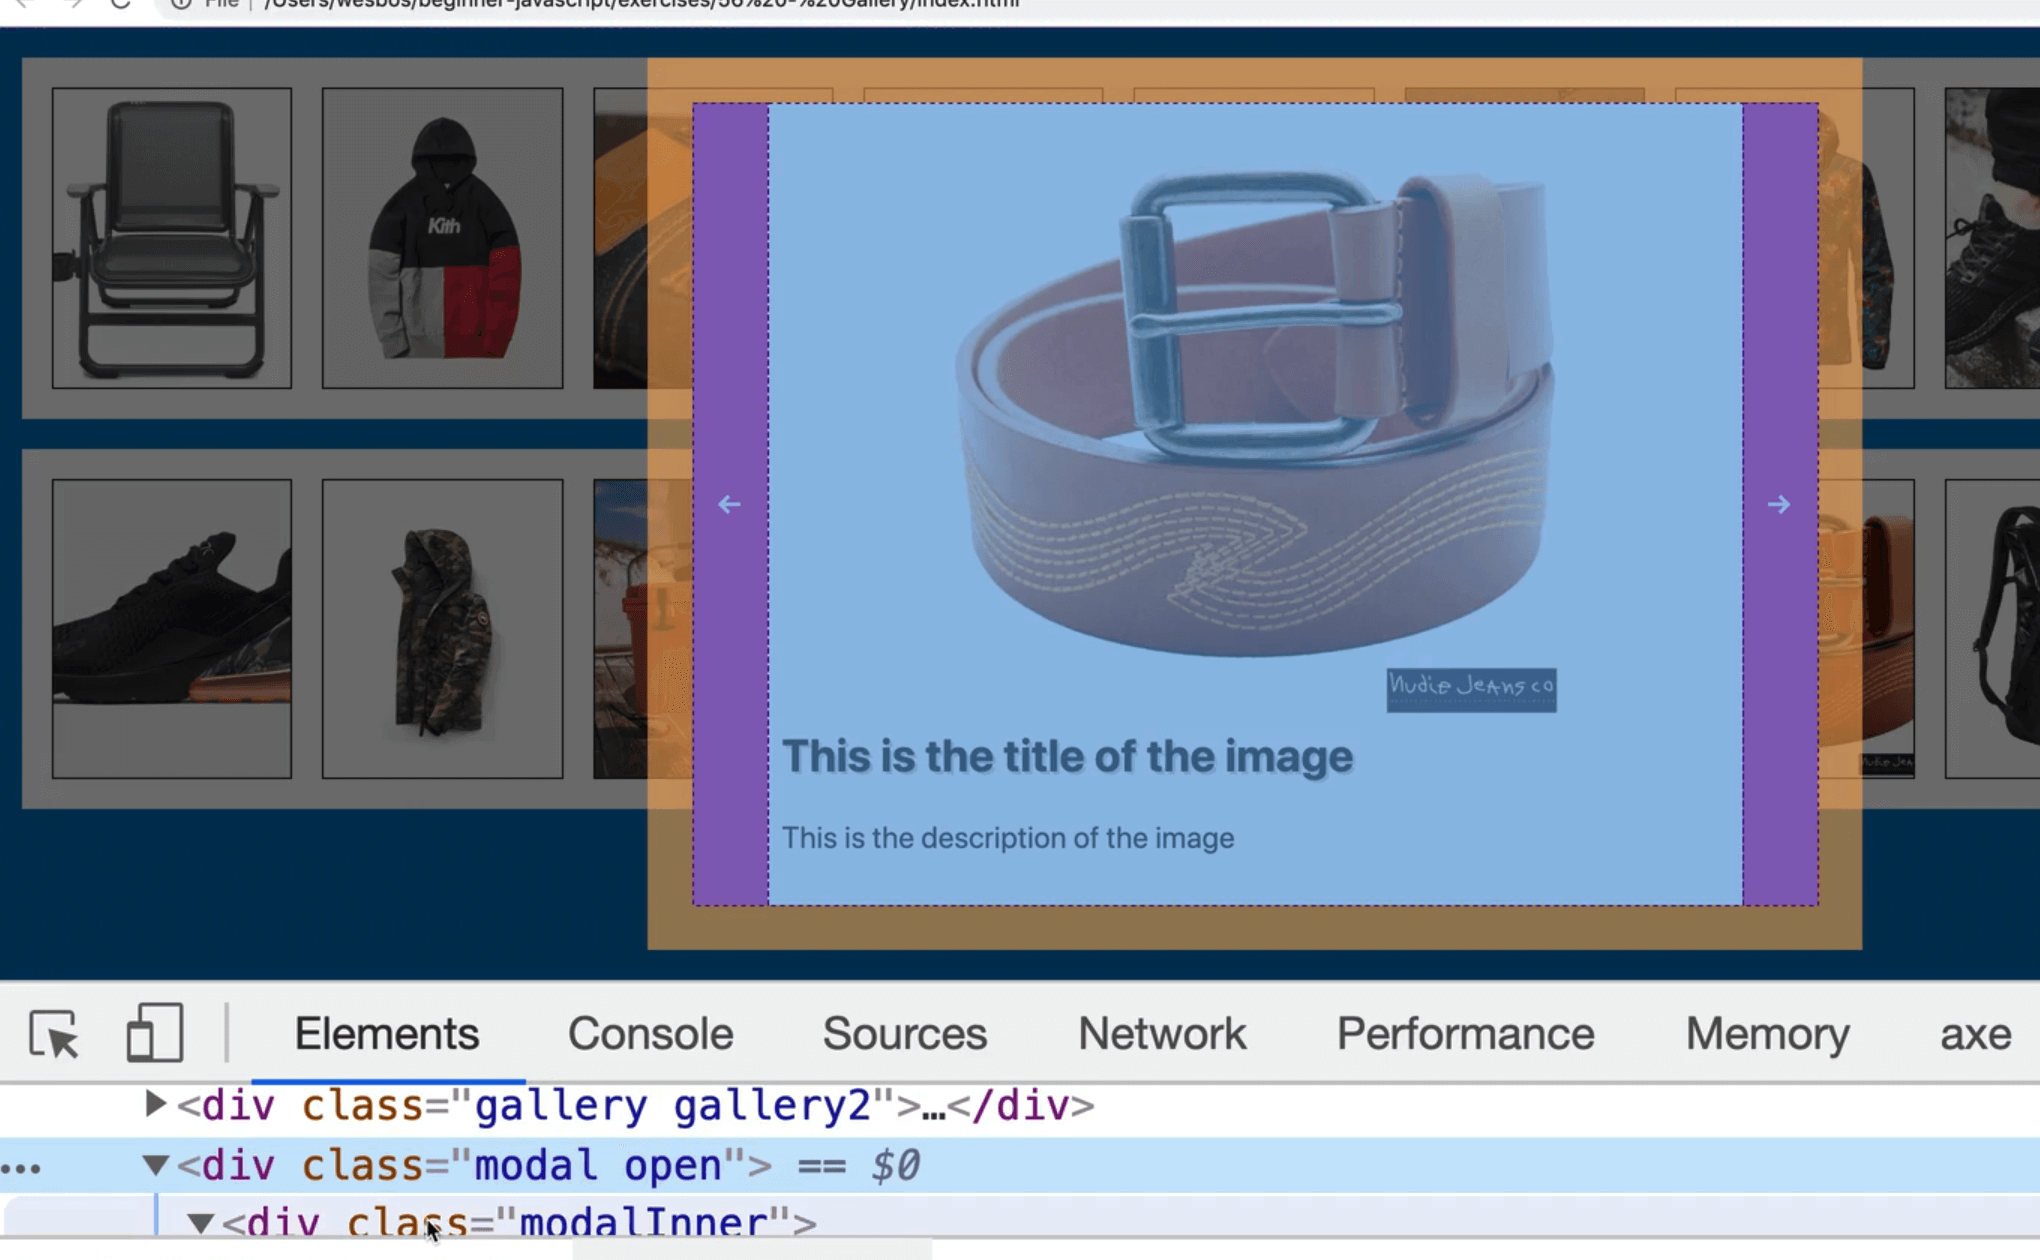 File | /Users/wesbos/beginner-javascript/exercises/56%20-%20Gallery/index.html
Kith
Nudie Jeans co
This is the title of the image
This is the description of the image
Elements Console Sources Network Performance Memory axe
<div class="gallery gallery2">…</div>
<div class="modal open"> == $0
<div class="modalInner">